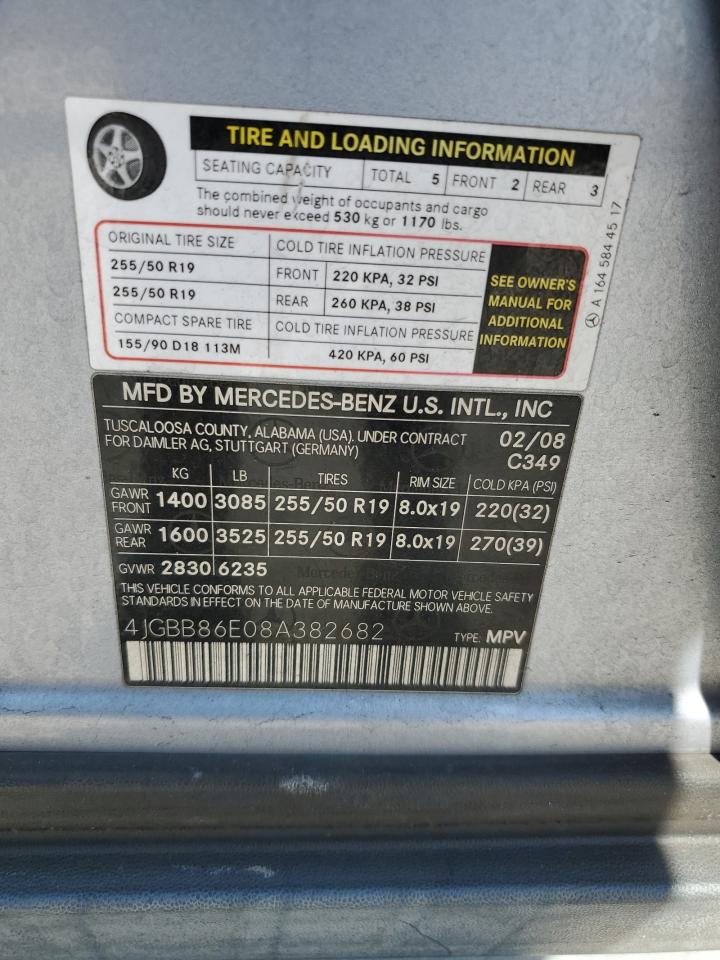 TIRE AND LOADING INFORMATION
SEATING CAPACITY TOTAL 5 FRONT 2 REAR 3
The combined weight of occupants and cargo
should never exceed 530 kg or 1170 lbs.
ORIGINAL TIRE SIZE COLD TIRE INFLATION PRESSURE
255/50 R19 FRONT 220 KPA, 32 PSI
255/50 R19 REAR 260 KPA, 38 PSI
COMPACT SPARE TIRE COLD TIRE INFLATION PRESSURE
155/90 D18 113M 420 KPA, 60 PSI
SEE OWNER'S
MANUAL FOR
ADDITIONAL
INFORMATION
A 164 584 45 17
MFD BY MERCEDES-BENZ U.S. INTL., INC
TUSCALOOSA COUNTY, ALABAMA (USA). UNDER CONTRACT 02/08
FOR DAIMLER AG, STUTTGART (GERMANY) C349
KG LB TIRES RIM SIZE COLD KPA (PSI)
GAWR FRONT 1400 3085 255/50 R19 8.0x19 220(32)
GAWR REAR 1600 3525 255/50 R19 8.0x19 270(39)
GVWR 2830 6235
THIS VEHICLE CONFORMS TO ALL APPLICABLE FEDERAL MOTOR VEHICLE SAFETY
STANDARDS IN EFFECT ON THE DATE OF MANUFACTURE SHOWN ABOVE.
4JGBB86E08A382682 TYPE: MPV